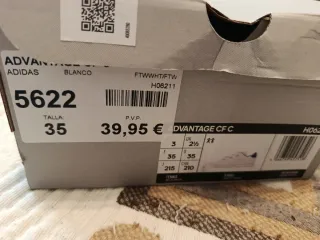 ADVANTAGE CF C
ADIDAS BLANCO FTWWHT/FTW
H06211
5622
TALLA: P.V.P.
35 39,95 €
ADVANTAGE CF C H062
3 2½
35 35
215 210